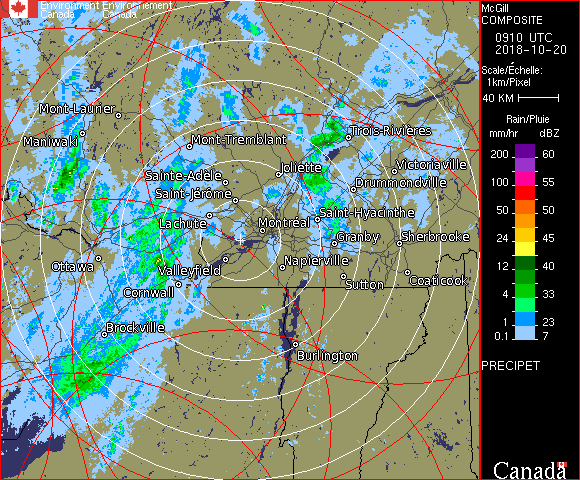 Environment Environnement
Canada Canada
McGill
COMPOSITE
0910 UTC
2018-10-20
Scale/Échelle:
1km/Pixel
40 KM
Rain/Pluie
mm/hr dBZ
200 60
150 57
100 55
50 50
24 45
12 40
4 33
1 23
0.1 7
PRECIPET
Canada
Mont-Laurier
Maniwaki
Mont-Tremblant
Trois-Rivières
Joliette
Victoriaville
Sainte-Adèle
Drummondville
Saint-Jérôme
Lachute
Saint-Hyacinthe
Montréal
Granby
Sherbrooke
Ottawa
Valleyfield
Napierville
Cornwall
Sutton
Coaticook
Brockville
Burlington